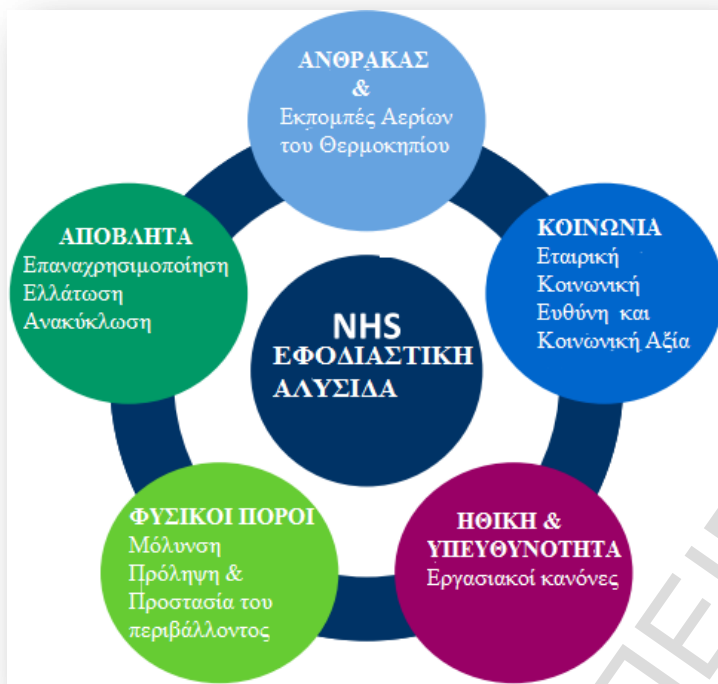 ΑΝΘΡΑΚΑΣ
&
Εκπομπές Αερίων
του Θερμοκηπίου
ΑΠΟΒΛΗΤΑ
Επαναχρησιμοποίηση
Ελλάτωση
Ανακύκλωση
ΚΟΙΝΩΝΙΑ
Εταιρική
Κοινωνική
Ευθύνη και
Κοινωνική Αξία
NHS
ΕΦΟΔΙΑΣΤΙΚΗ
ΑΛΥΣΙΔΑ
ΦΥΣΙΚΟΙ ΠΟΡΟΙ
Μόλυνση
Πρόληψη &
Προστασία του
περιβάλλοντος
ΗΘΙΚΗ &
ΥΠΕΥΘΥΝΟΤΗΤΑ
Εργασιακοί κανόνες